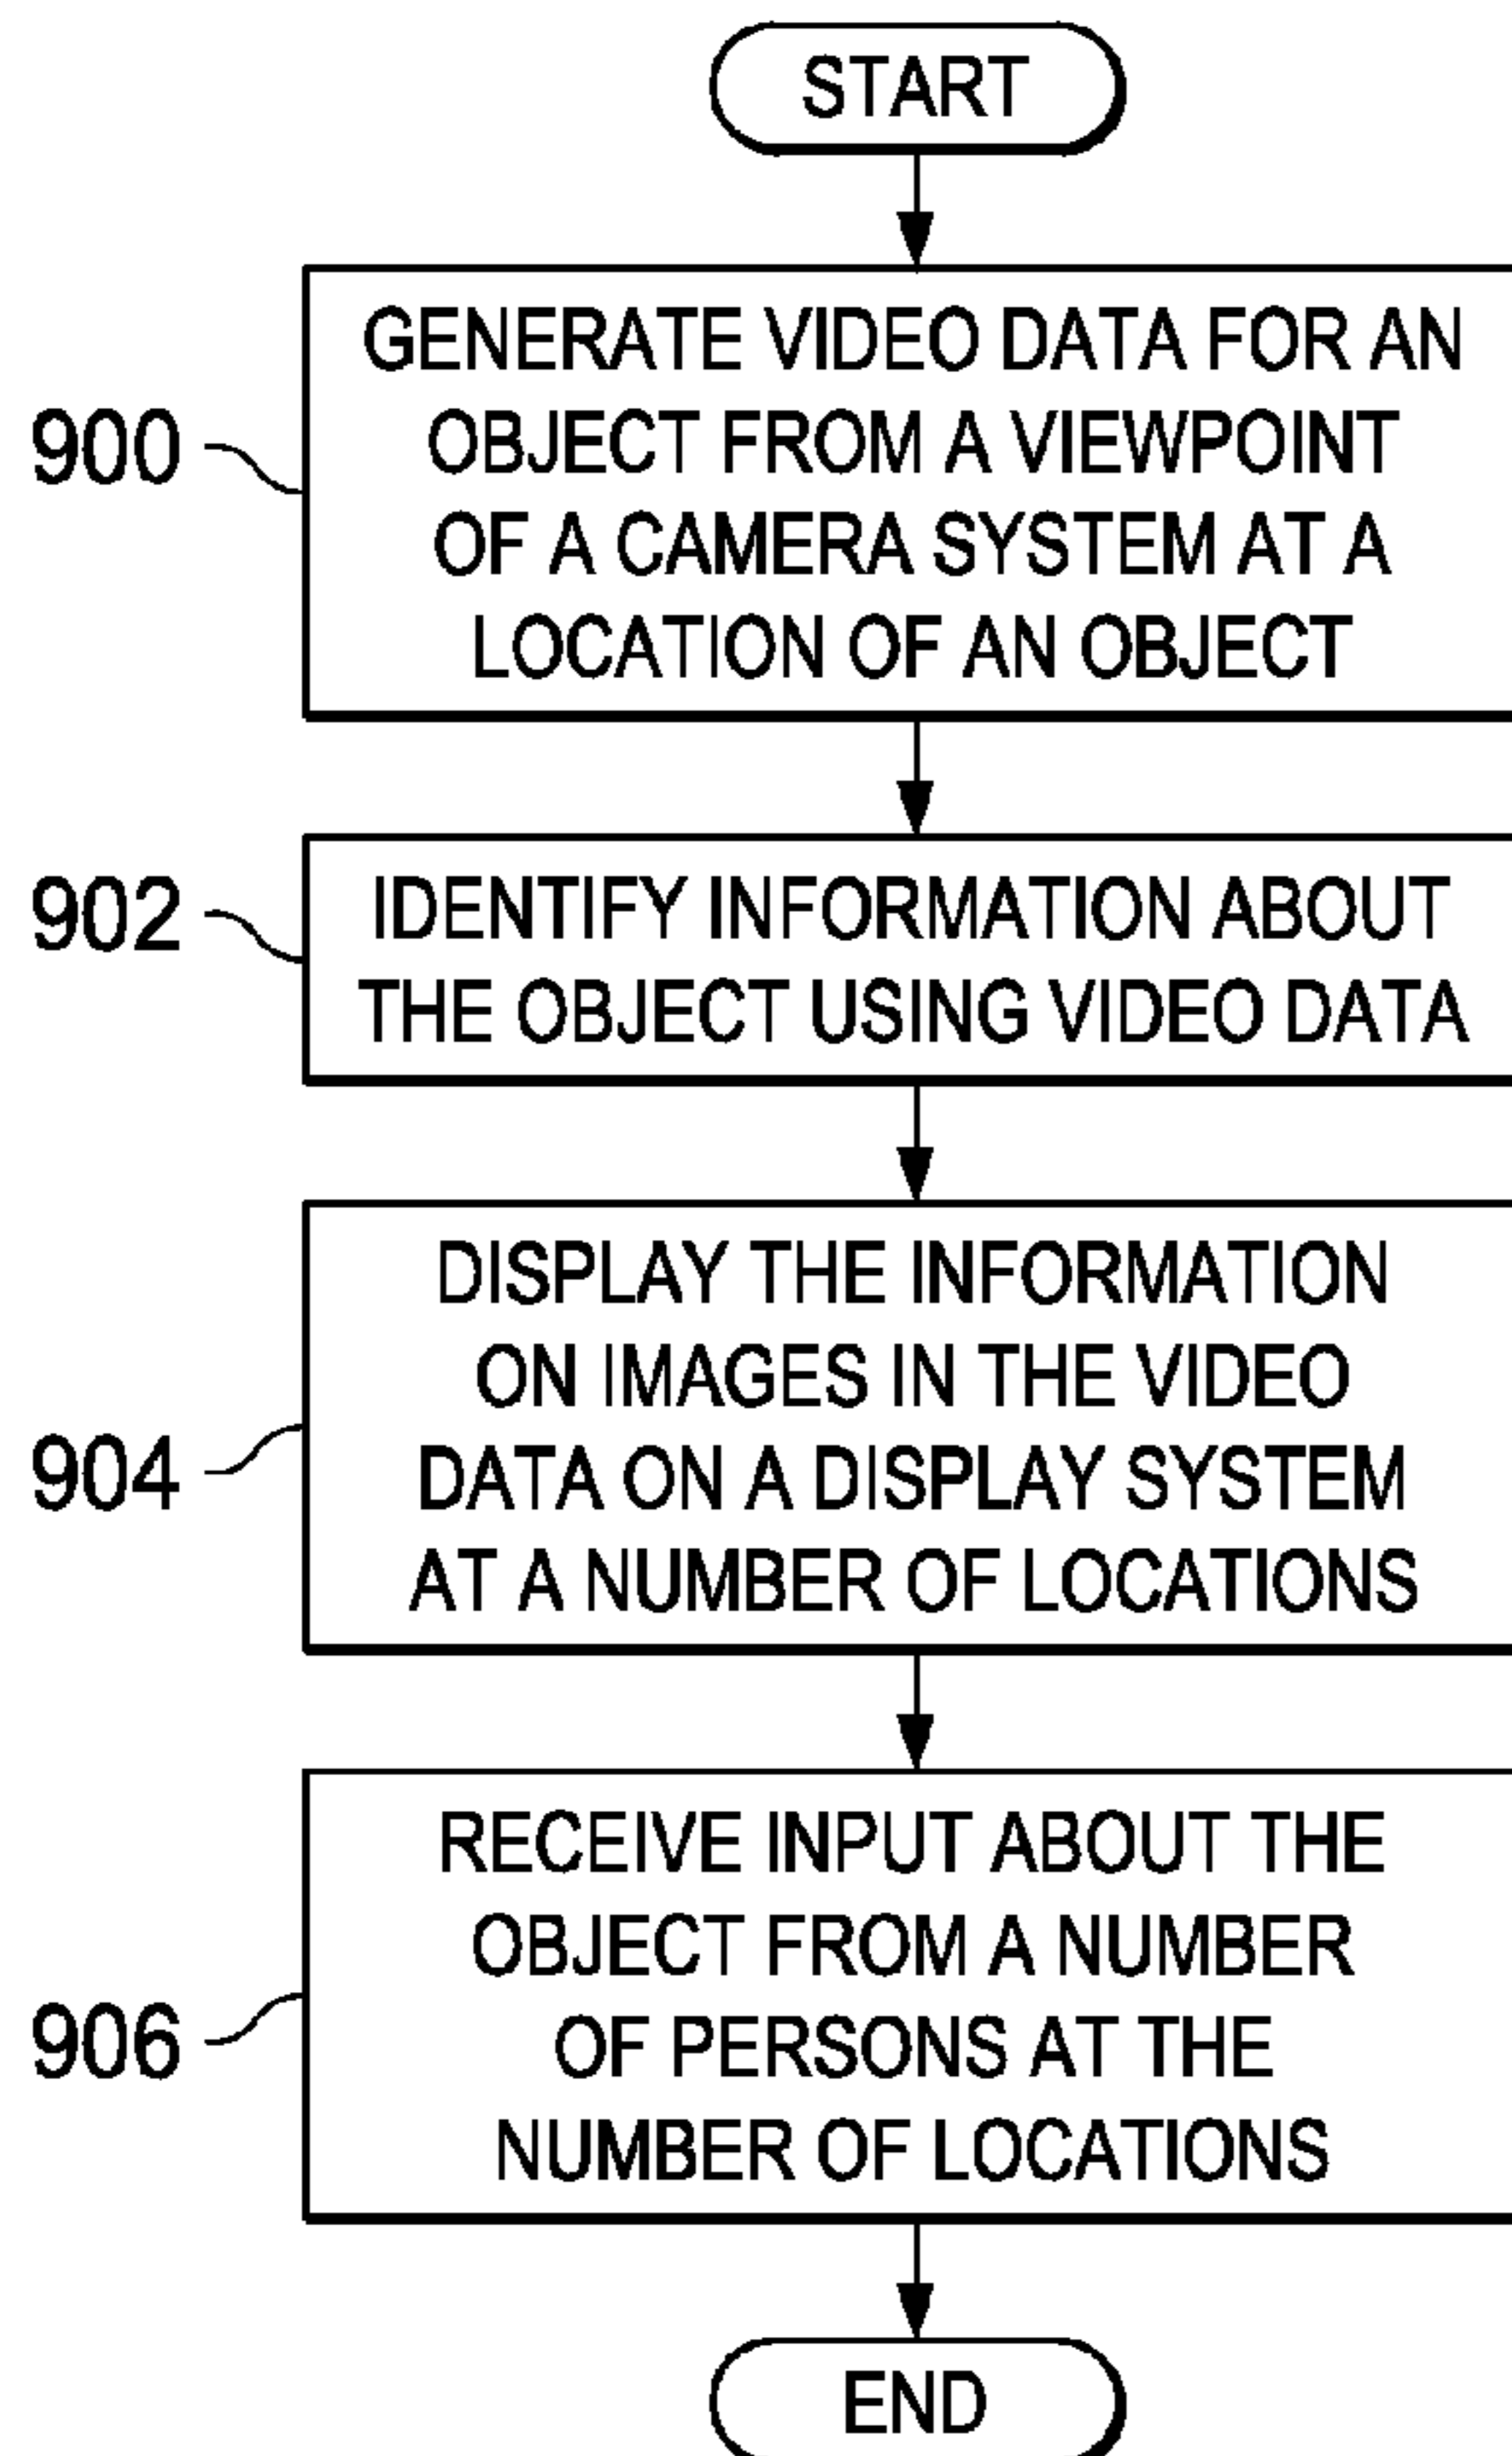 START
GENERATE VIDEO DATA FOR AN
OBJECT FROM A VIEWPOINT
OF A CAMERA SYSTEM AT A
LOCATION OF AN OBJECT
900
IDENTIFY INFORMATION ABOUT
THE OBJECT USING VIDEO DATA
902
DISPLAY THE INFORMATION
ON IMAGES IN THE VIDEO
DATA ON A DISPLAY SYSTEM
AT A NUMBER OF LOCATIONS
904
RECEIVE INPUT ABOUT THE
OBJECT FROM A NUMBER
OF PERSONS AT THE
NUMBER OF LOCATIONS
906
END